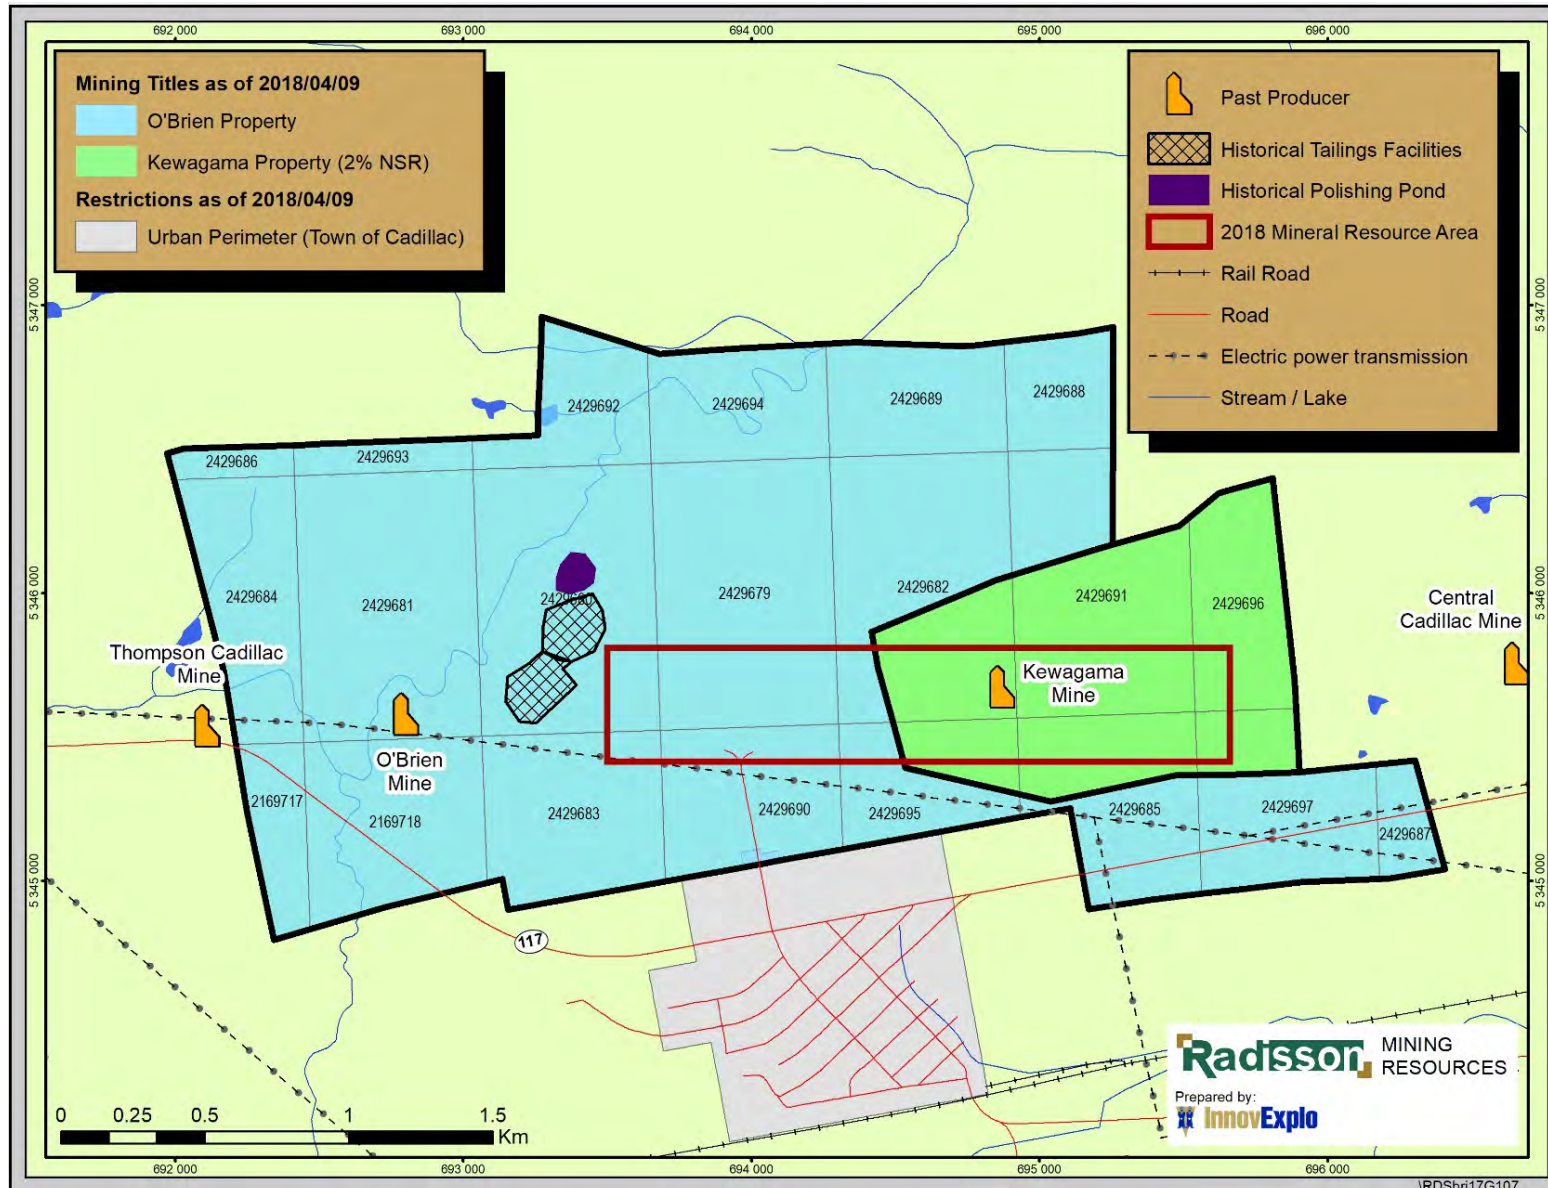 692 000
693 000
694 000
695 000
696 000
Mining Titles as of 2018/04/09
O'Brien Property
Kewagama Property (2% NSR)
Restrictions as of 2018/04/09
Urban Perimeter (Town of Cadillac)
Past Producer
Historical Tailings Facilities
Historical Polishing Pond
2018 Mineral Resource Area
Rail Road
Road
Electric power transmission
Stream / Lake
5 347 000
5 347 000
2429692
2429694
2429689
2429688
2429686
2429693
2429684
2429681
2429680
2429679
2429682
2429691
2429696
5 346 000
5 346 000
Thompson Cadillac
Mine
Central
Cadillac Mine
Kewagama
Mine
O'Brien
Mine
2169717
2169718
2429683
2429690
2429695
2429685
2429697
2429687
5 345 000
5 345 000
117
Radisson MINING
RESOURCES
Prepared by:
InnovExplo
0 0.25 0.5 1 1.5
Km
692 000
693 000
694 000
695 000
696 000
\RDSbri17G107